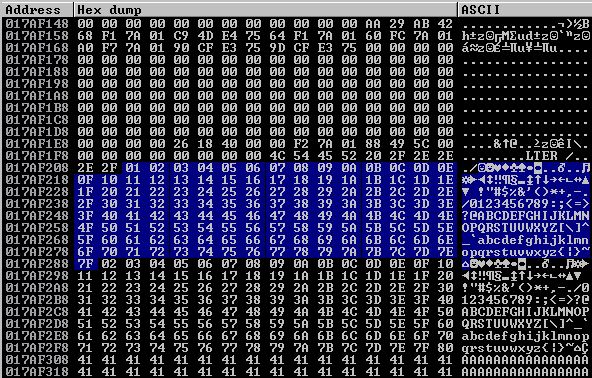 Address Hex dump ASCII
017AF148 00 00 00 00 00 00 00 00 00 00 00 00 AA 29 AB 42 ............¬)½B
017AF158 68 F1 7A 01 C9 4D E4 75 64 F1 7A 01 60 FC 7A 01 h±z☺╔MΣud±z☺`ⁿz☺
017AF168 A0 F7 7A 01 90 CF E3 75 9D CF E3 75 00 00 00 00 á≈z☺É╧πu¥╧πu....
017AF178 00 00 00 00 00 00 00 00 00 00 00 00 00 00 00 00 ................
017AF188 00 00 00 00 00 00 00 00 00 00 00 00 00 00 00 00 ................
017AF198 00 00 00 00 00 00 00 00 00 00 00 00 00 00 00 00 ................
017AF1A8 00 00 00 00 00 00 00 00 00 00 00 00 00 00 00 00 ................
017AF1B8 00 00 00 00 00 00 00 00 00 00 00 00 00 00 00 00 ................
017AF1C8 00 00 00 00 00 00 00 00 00 00 00 00 00 00 00 00 ................
017AF1D8 00 00 00 00 00 00 00 00 00 00 00 00 00 00 00 00 ................
017AF1E8 00 00 00 00 26 18 40 00 00 F2 7A 01 88 49 5C 00 ....&↑@..≥z☺êI\.
017AF1F8 00 00 00 00 00 00 00 00 4C 54 45 52 20 2F 2E 2E ........LTER /..
017AF208 2E 2F 01 02 03 04 05 06 07 08 09 0A 0B 0C 0D 0E ./☺☻♥♦♣♠•◘..♂..♫
017AF218 0F 10 11 12 13 14 15 16 17 18 19 1A 1B 1C 1D 1E ☼►◄↕‼¶§▬↨↑↓→←∟↔▲
017AF228 1F 20 21 22 23 24 25 26 27 28 29 2A 2B 2C 2D 2E ▼ !"#$%&'()*+,-.
017AF238 2F 30 31 32 33 34 35 36 37 38 39 3A 3B 3C 3D 3E /0123456789:;<=>
017AF248 3F 40 41 42 43 44 45 46 47 48 49 4A 4B 4C 4D 4E ?@ABCDEFGHIJKLMN
017AF258 4F 50 51 52 53 54 55 56 57 58 59 5A 5B 5C 5D 5E OPQRSTUVWXYZ[\]^
017AF268 5F 60 61 62 63 64 65 66 67 68 69 6A 6B 6C 6D 6E _`abcdefghijklmn
017AF278 6F 70 71 72 73 74 75 76 77 78 79 7A 7B 7C 7D 7E opqrstuvwxyz{|}~
017AF288 7F 02 03 04 05 06 07 08 09 0A 0B 0C 0D 0E 0F 10 ⌂☻♥♦♣♠•◘..♂..♫☼►
017AF298 11 12 13 14 15 16 17 18 19 1A 1B 1C 1D 1E 1F 20 ◄↕‼¶§▬↨↑↓→←∟↔▲▼
017AF2A8 21 22 23 24 25 26 27 28 29 2A 2B 2C 2D 2E 2F 30 !"#$%&'()*+,-./0
017AF2B8 31 32 33 34 35 36 37 38 39 3A 3B 3C 3D 3E 3F 40 123456789:;<=>?@
017AF2C8 41 42 43 44 45 46 47 48 49 4A 4B 4C 4D 4E 4F 50 ABCDEFGHIJKLMNOP
017AF2D8 51 52 53 54 55 56 57 58 59 5A 5B 5C 5D 5E 5F 60 QRSTUVWXYZ[\]^_`
017AF2E8 61 62 63 64 65 66 67 68 69 6A 6B 6C 6D 6E 6F 70 abcdefghijklmnop
017AF2F8 71 72 73 74 75 76 77 78 79 7A 7B 7C 7D 7E 7F 80 qrstuvwxyz{|}~⌂Ç
017AF308 41 41 41 41 41 41 41 41 41 41 41 41 41 41 41 41 AAAAAAAAAAAAAAAA
017AF318 41 41 41 41 41 41 41 41 41 41 41 41 41 41 41 41 AAAAAAAAAAAAAAAA